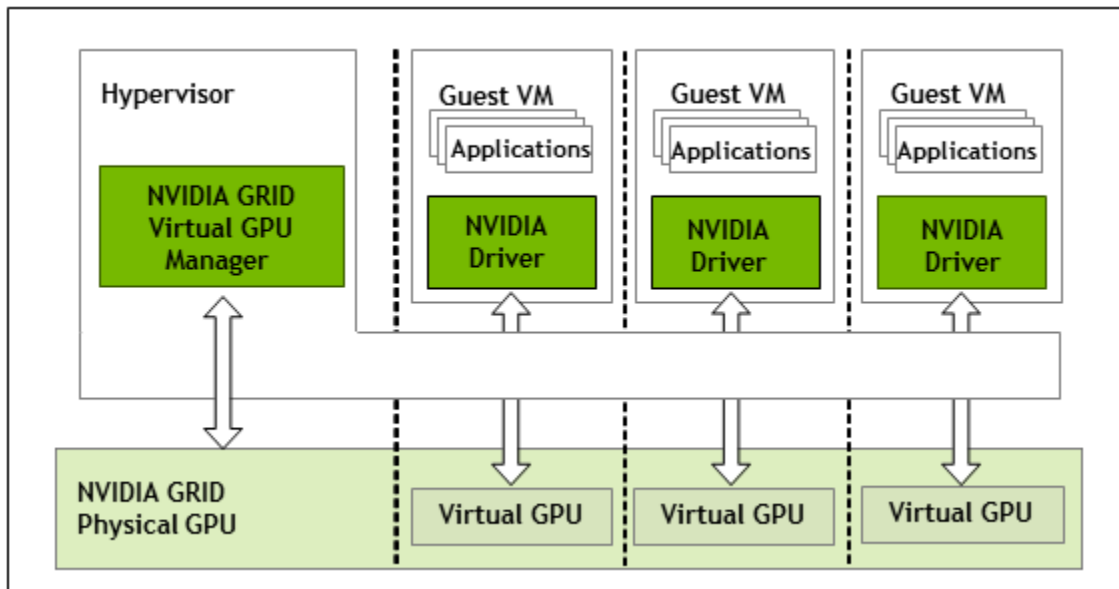 Hypervisor
NVIDIA GRID
Virtual GPU
Manager
Guest VM
Applications
NVIDIA
Driver
Guest VM
Applications
NVIDIA
Driver
Guest VM
Applications
NVIDIA
Driver
NVIDIA GRID
Physical GPU
Virtual GPU
Virtual GPU
Virtual GPU